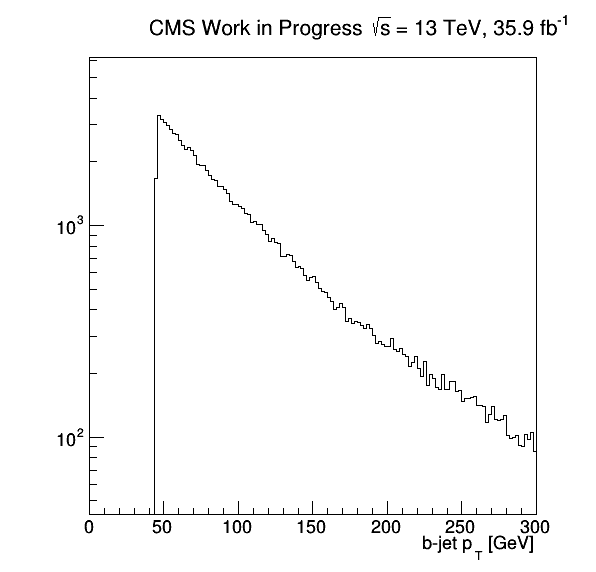 CMS Work in Progress √s = 13 TeV, 35.9 fb⁻¹
10³
10²
0 50 100 150 200 250 300
b-jet p_T [GeV]